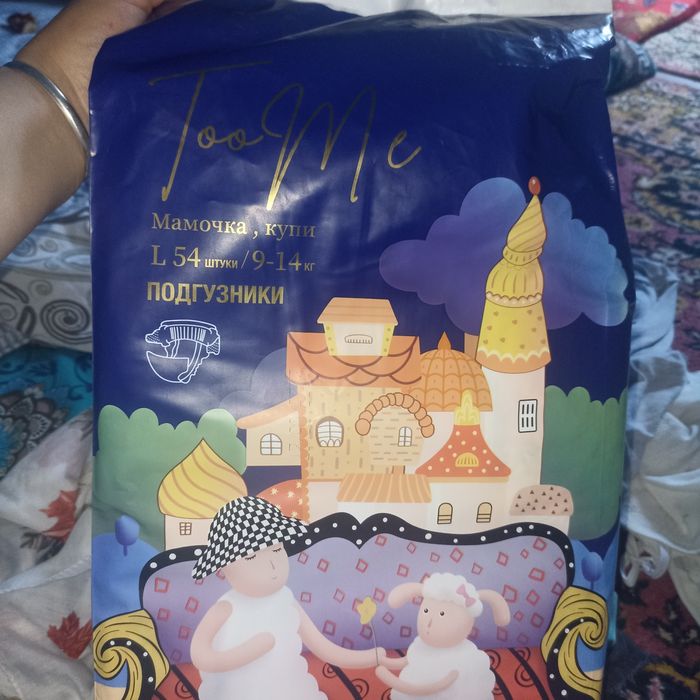 TooMe
Мамочка , купи
L 54 штуки / 9-14 кг
ПОДГУЗНИКИ